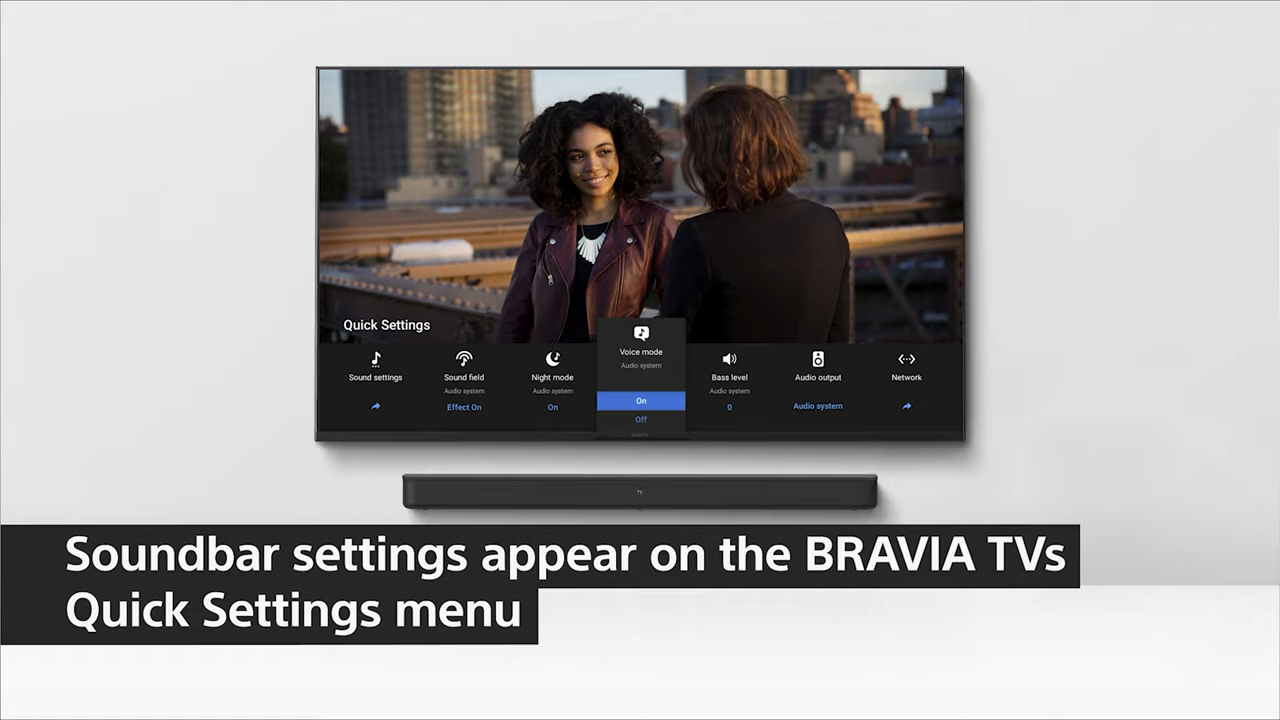 Quick Settings
Voice mode
Audio system
On
Off
Sound settings
Sound field
Audio system
Effect On
Night mode
Audio system
On
Bass level
Audio system
0
Audio output
Audio system
Network
TV
Soundbar settings appear on the BRAVIA TVs
Quick Settings menu